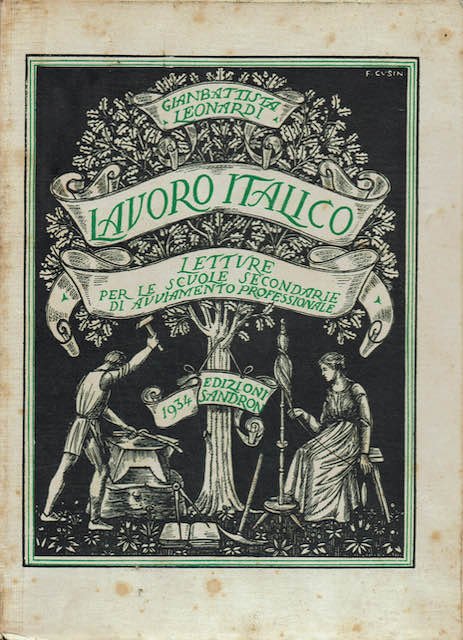 F. CUSIN
GIANBATTISTA
LEONARDI
LAVORO ITALICO
LETTURE
PER LE SCUOLE SECONDARIE
DI AVVIAMENTO PROFESSIONALE
1934
EDIZIONI
SANDRON